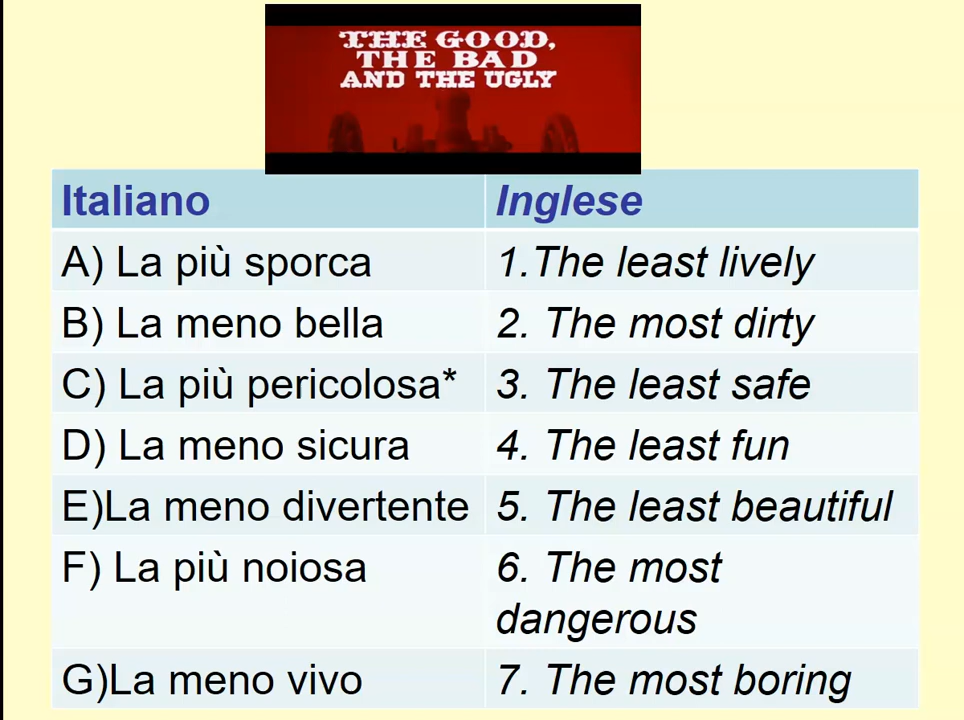 THE GOOD,
THE BAD
AND THE UGLY
Italiano
Inglese
A) La più sporca
1.The least lively
B) La meno bella
2. The most dirty
C) La più pericolosa*
3. The least safe
D) La meno sicura
4. The least fun
E)La meno divertente
5. The least beautiful
F) La più noiosa
6. The most
dangerous
G)La meno vivo
7. The most boring